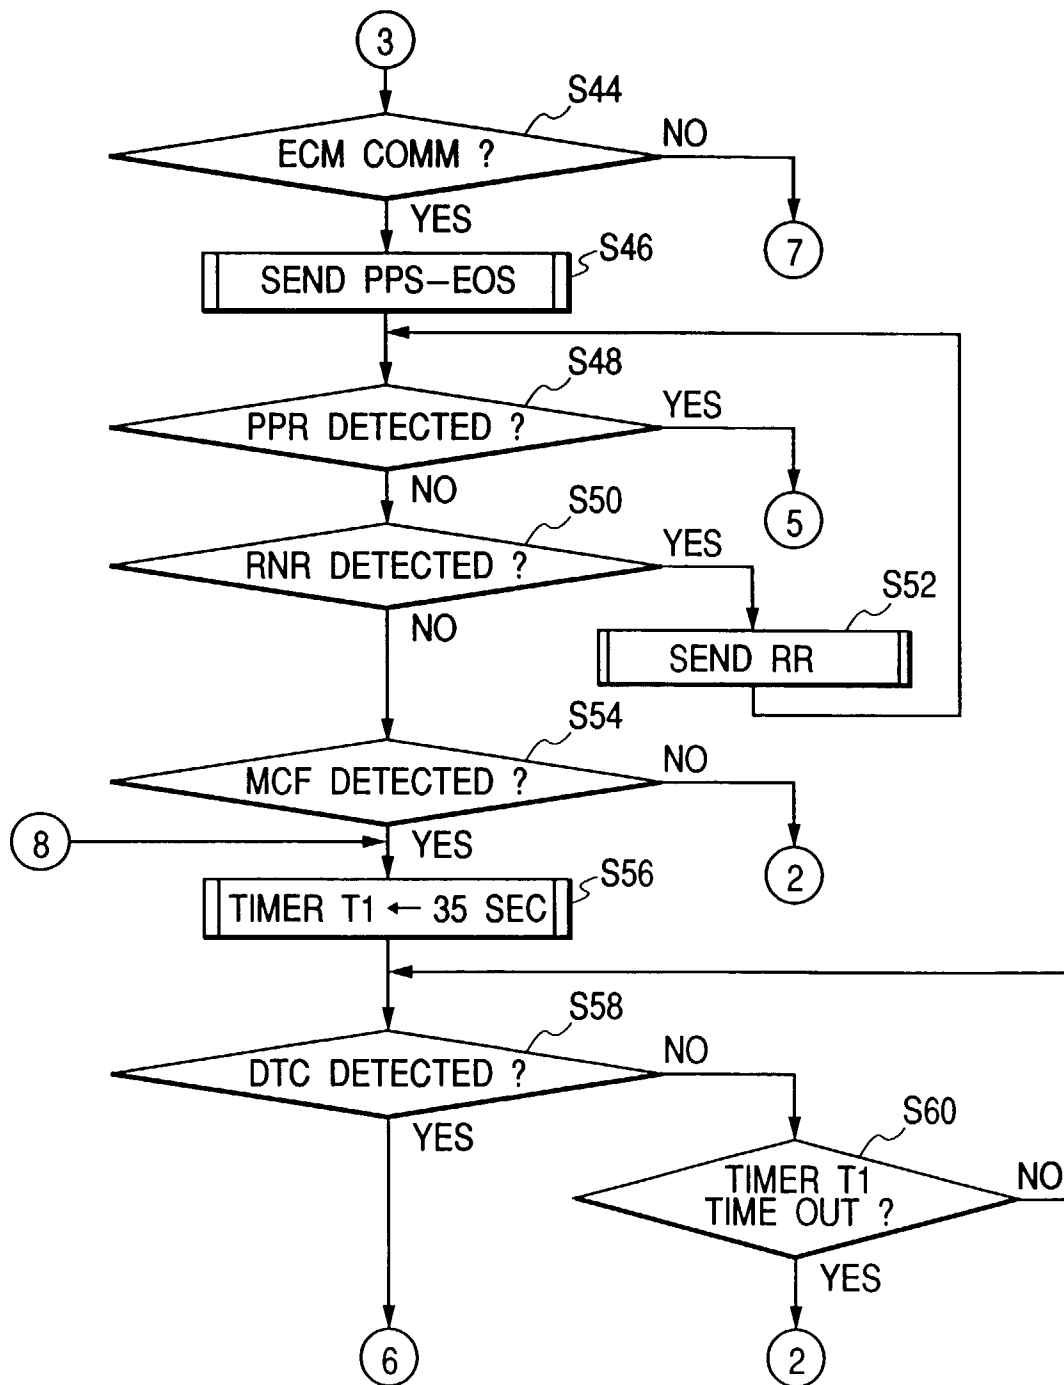 3
S44
ECM COMM ?
NO
YES
7
S46
SEND PPS-EOS
S48
PPR DETECTED ?
YES
NO
5
S50
RNR DETECTED ?
YES
NO
S52
SEND RR
S54
MCF DETECTED ?
NO
YES
8
2
S56
TIMER T1 ← 35 SEC
S58
DTC DETECTED ?
NO
YES
S60
TIMER T1
TIME OUT ?
NO
YES
6
2